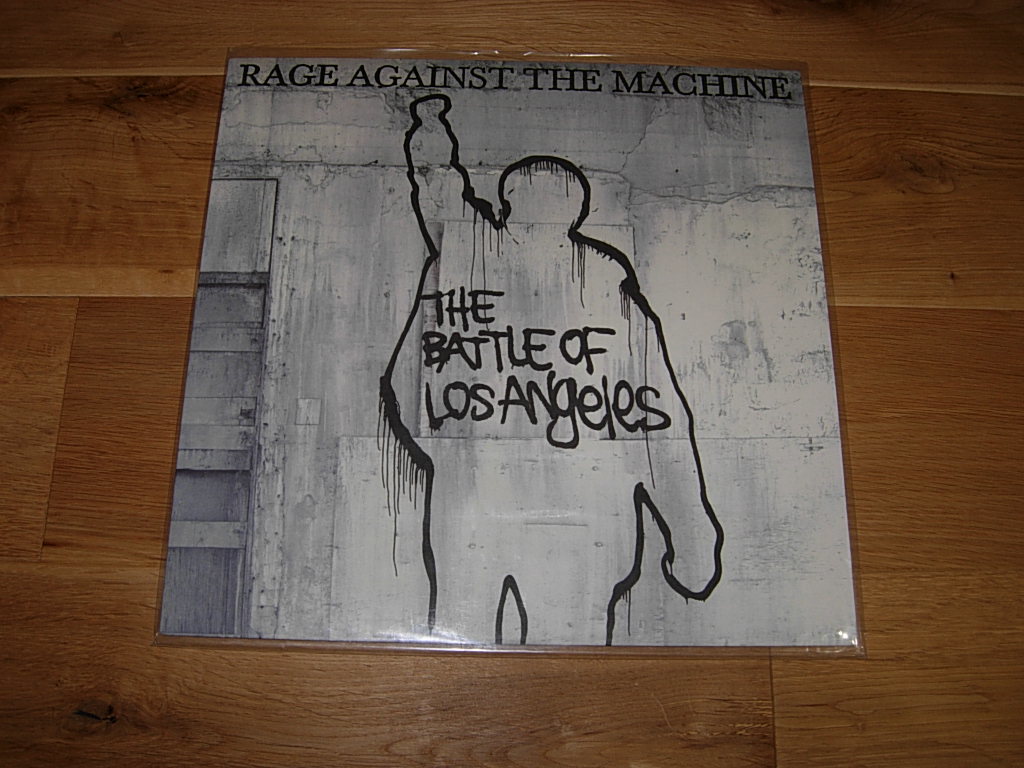 RAGE AGAINST THE MACHINE
THE
BATTLE OF
LOS ANgeles